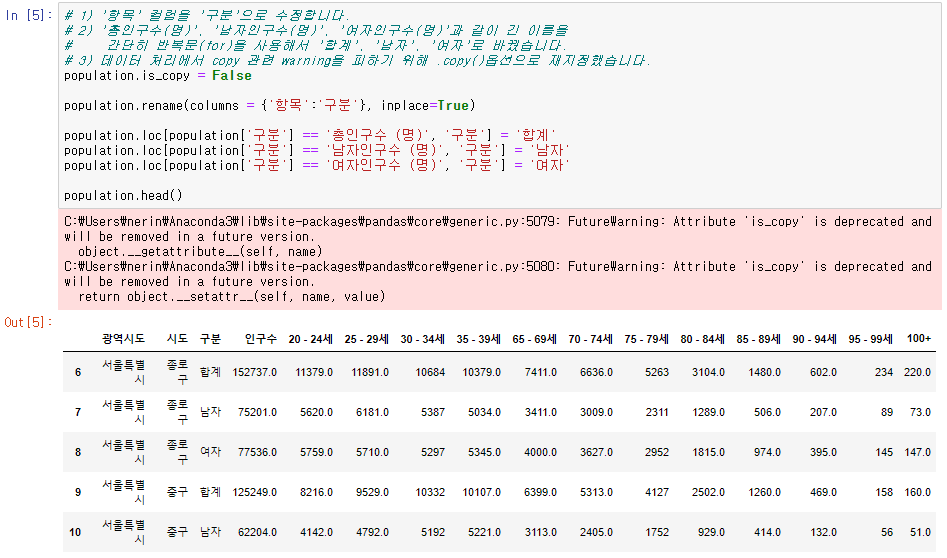 In [5]:
# 1) '항목' 컬럼을 '구분'으로 수정합니다.
# 2) '총인구수(명)', '남자인구수(명)', '여자인구수(명)'과 같이 긴 이름을
#    간단히 반복문(for)을 사용해서 '합계', '남자', '여자'로 바꿨습니다.
# 3) 데이터 처리에서 copy 관련 warning을 피하기 위해 .copy()옵션으로 재지정했습니다.
population.is_copy = False
population.rename(columns = {'항목':'구분'}, inplace=True)
population.loc[population['구분'] == '총인구수 (명)', '구분'] = '합계'
population.loc[population['구분'] == '남자인구수 (명)', '구분'] = '남자'
population.loc[population['구분'] == '여자인구수 (명)', '구분'] = '여자'
population.head()
C:₩Users₩nerin₩Anaconda3₩lib₩site-packages₩pandas₩core₩generic.py:5079: FutureWarning: Attribute 'is_copy' is deprecated and
will be removed in a future version.
  object.__getattribute__(self, name)
C:₩Users₩nerin₩Anaconda3₩lib₩site-packages₩pandas₩core₩generic.py:5080: FutureWarning: Attribute 'is_copy' is deprecated and
will be removed in a future version.
  return object.__setattr__(self, name, value)
Out[5]:
광역시도 시도 구분 인구수 20 - 24세 25 - 29세 30 - 34세 35 - 39세 65 - 69세 70 - 74세 75 - 79세 80 - 84세 85 - 89세 90 - 94세 95 - 99세 100+
6 서울특별시 종로구 합계 152737.0 11379.0 11891.0 10684 10379.0 7411.0 6636.0 5263 3104.0 1480.0 602.0 234 220.0
7 서울특별시 종로구 남자 75201.0 5620.0 6181.0 5387 5034.0 3411.0 3009.0 2311 1289.0 506.0 207.0 89 73.0
8 서울특별시 종로구 여자 77536.0 5759.0 5710.0 5297 5345.0 4000.0 3627.0 2952 1815.0 974.0 395.0 145 147.0
9 서울특별시 중구 합계 125249.0 8216.0 9529.0 10332 10107.0 6399.0 5313.0 4127 2502.0 1260.0 469.0 158 160.0
10 서울특별시 중구 남자 62204.0 4142.0 4792.0 5192 5221.0 3113.0 2405.0 1752 929.0 414.0 132.0 56 51.0